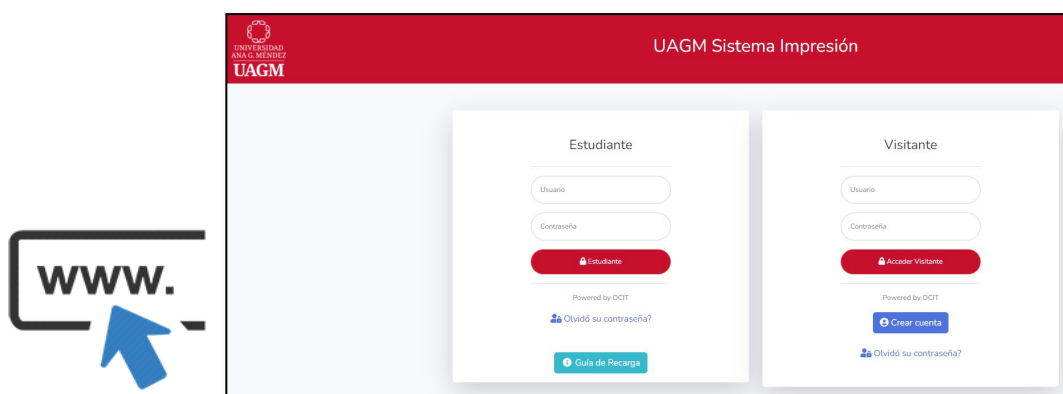 UNIVERSIDAD
ANA G. MÉNDEZ
UAGM
UAGM Sistema Impresión
www.
Estudiante
Usuario
Contraseña
Estudiante
Powered by OCIT
Olvidó su contraseña?
Guía de Recarga
Visitante
Usuario
Contraseña
Acceder Visitante
Powered by OCIT
Crear cuenta
Olvidó su contraseña?